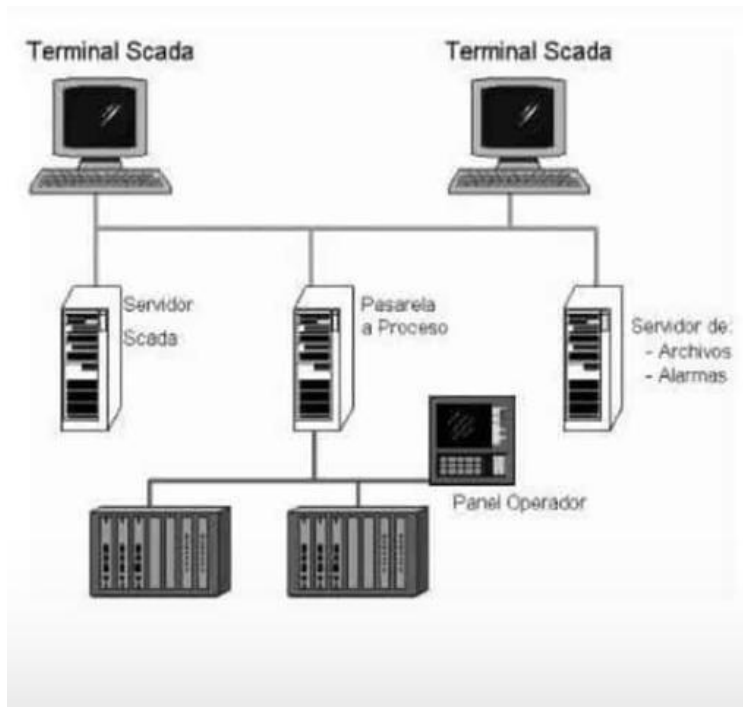 Terminal Scada
Terminal Scada
Servidor
Scada
Pasarela
a Proceso
Servidor de:
- Archivos
- Alarmas
Panel Operador